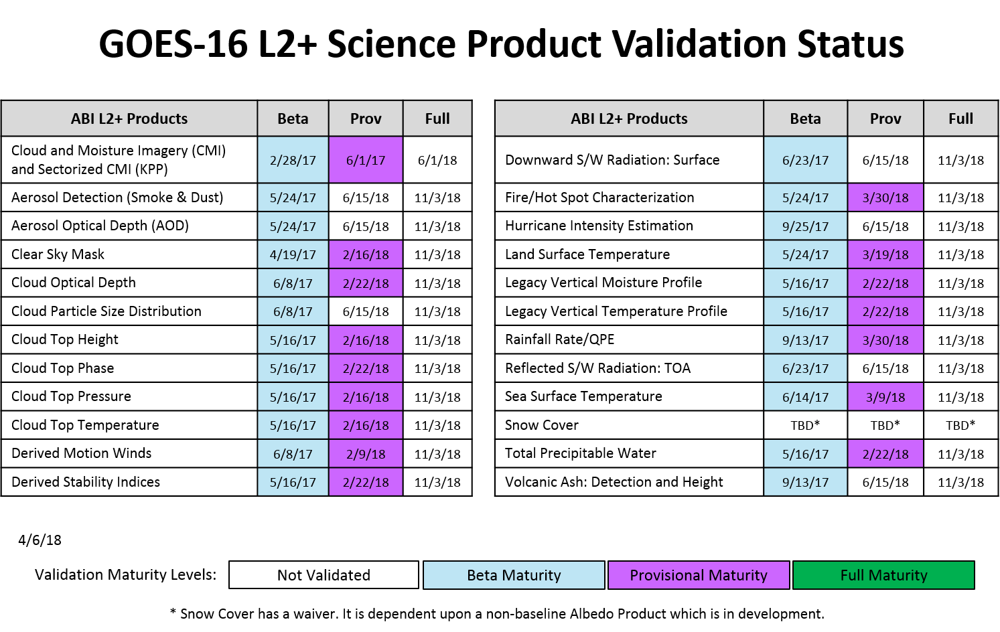 GOES-16 L2+ Science Product Validation Status
ABI L2+ Products Beta Prov Full
Cloud and Moisture Imagery (CMI)
and Sectorized CMI (KPP) 2/28/17 6/1/17 6/1/18
Aerosol Detection (Smoke & Dust) 5/24/17 6/15/18 11/3/18
Aerosol Optical Depth (AOD) 5/24/17 6/15/18 11/3/18
Clear Sky Mask 4/19/17 2/16/18 11/3/18
Cloud Optical Depth 6/8/17 2/22/18 11/3/18
Cloud Particle Size Distribution 6/8/17 6/15/18 11/3/18
Cloud Top Height 5/16/17 2/16/18 11/3/18
Cloud Top Phase 5/16/17 2/22/18 11/3/18
Cloud Top Pressure 5/16/17 2/16/18 11/3/18
Cloud Top Temperature 5/16/17 2/16/18 11/3/18
Derived Motion Winds 6/8/17 2/9/18 11/3/18
Derived Stability Indices 5/16/17 2/22/18 11/3/18
ABI L2+ Products Beta Prov Full
Downward S/W Radiation: Surface 6/23/17 6/15/18 11/3/18
Fire/Hot Spot Characterization 5/24/17 3/30/18 11/3/18
Hurricane Intensity Estimation 9/25/17 6/15/18 11/3/18
Land Surface Temperature 5/24/17 3/19/18 11/3/18
Legacy Vertical Moisture Profile 5/16/17 2/22/18 11/3/18
Legacy Vertical Temperature Profile 5/16/17 2/22/18 11/3/18
Rainfall Rate/QPE 9/13/17 3/30/18 11/3/18
Reflected S/W Radiation: TOA 6/23/17 6/15/18 11/3/18
Sea Surface Temperature 6/14/17 3/9/18 11/3/18
Snow Cover TBD* TBD* TBD*
Total Precipitable Water 5/16/17 2/22/18 11/3/18
Volcanic Ash: Detection and Height 9/13/17 6/15/18 11/3/18
4/6/18
Validation Maturity Levels: Not Validated Beta Maturity Provisional Maturity Full Maturity
* Snow Cover has a waiver. It is dependent upon a non-baseline Albedo Product which is in development.